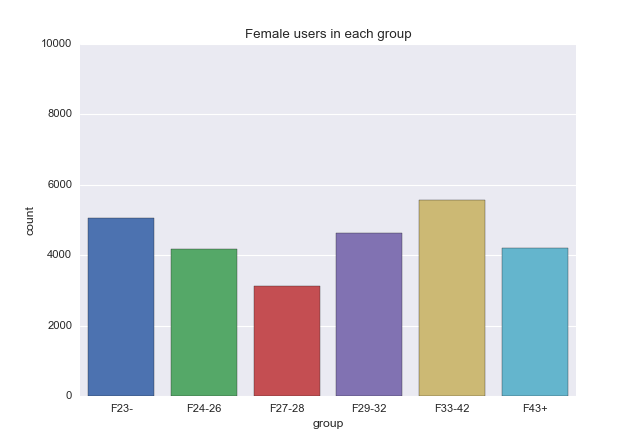 Female users in each group
10000
8000
6000
4000
2000
0
count
F23- F24-26 F27-28 F29-32 F33-42 F43+
group